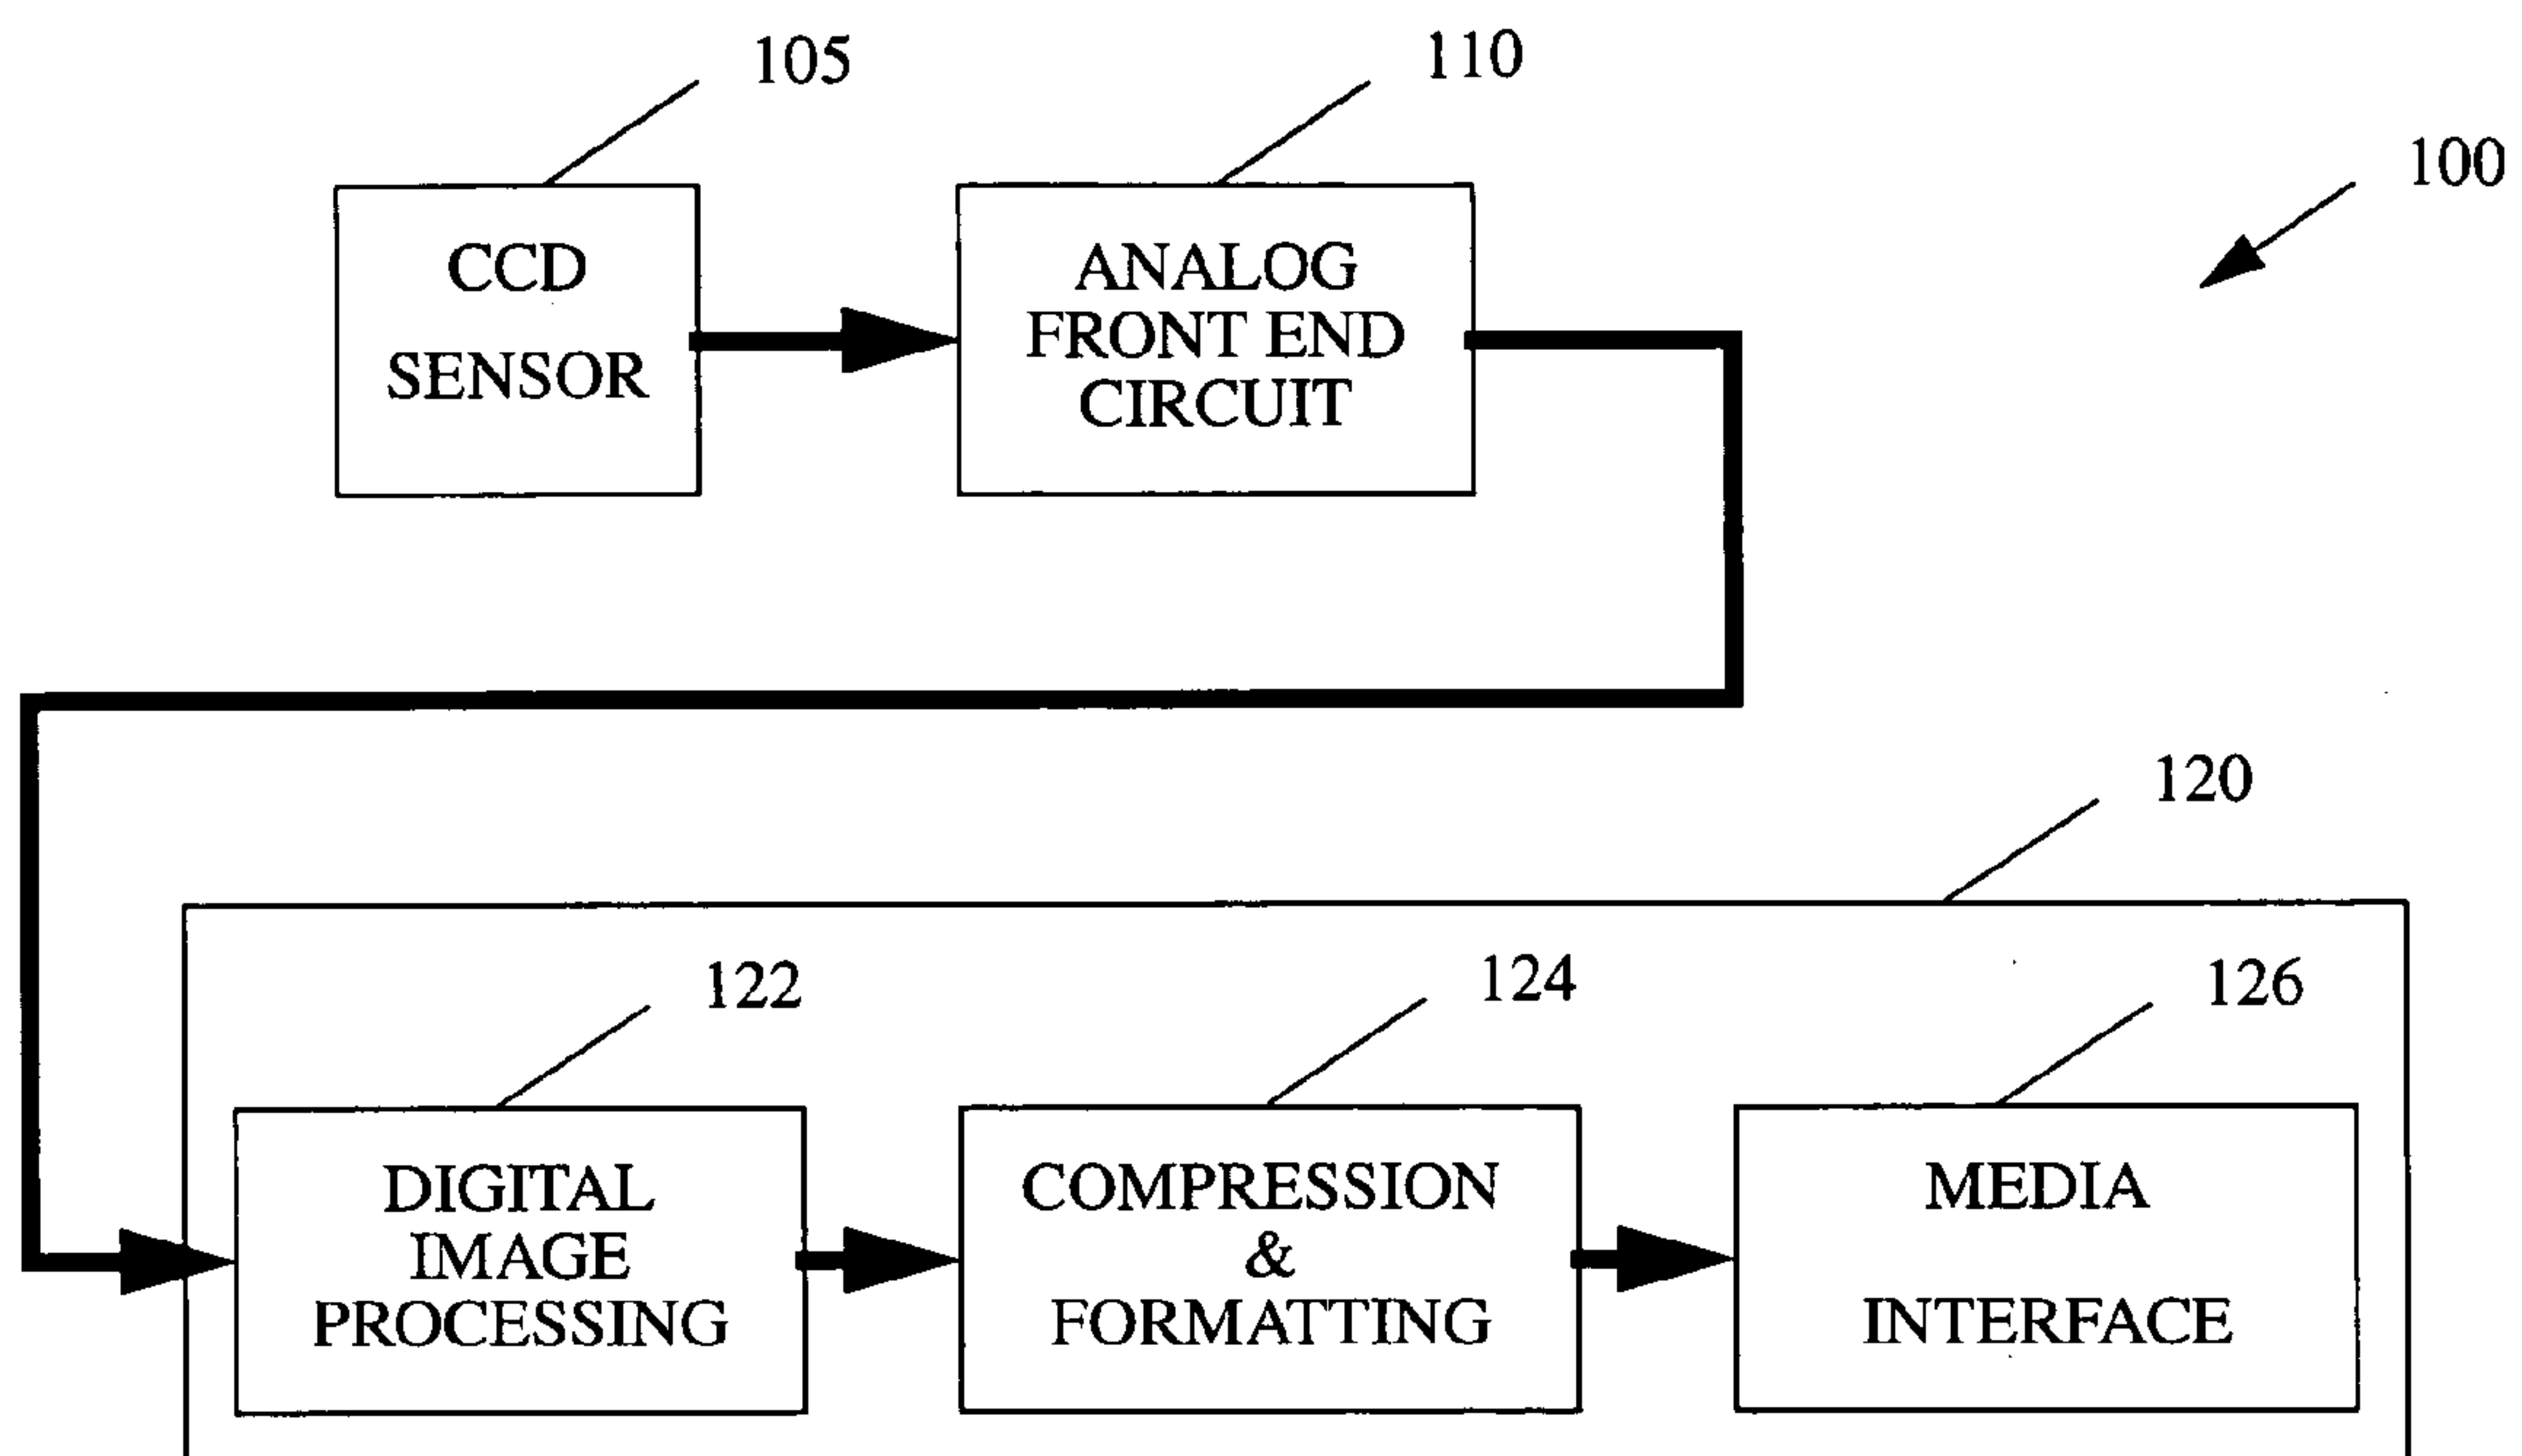 105
110
100
CCD
SENSOR
ANALOG
FRONT END
CIRCUIT
120
122
124
126
DIGITAL
IMAGE
PROCESSING
COMPRESSION
&
FORMATTING
MEDIA
INTERFACE